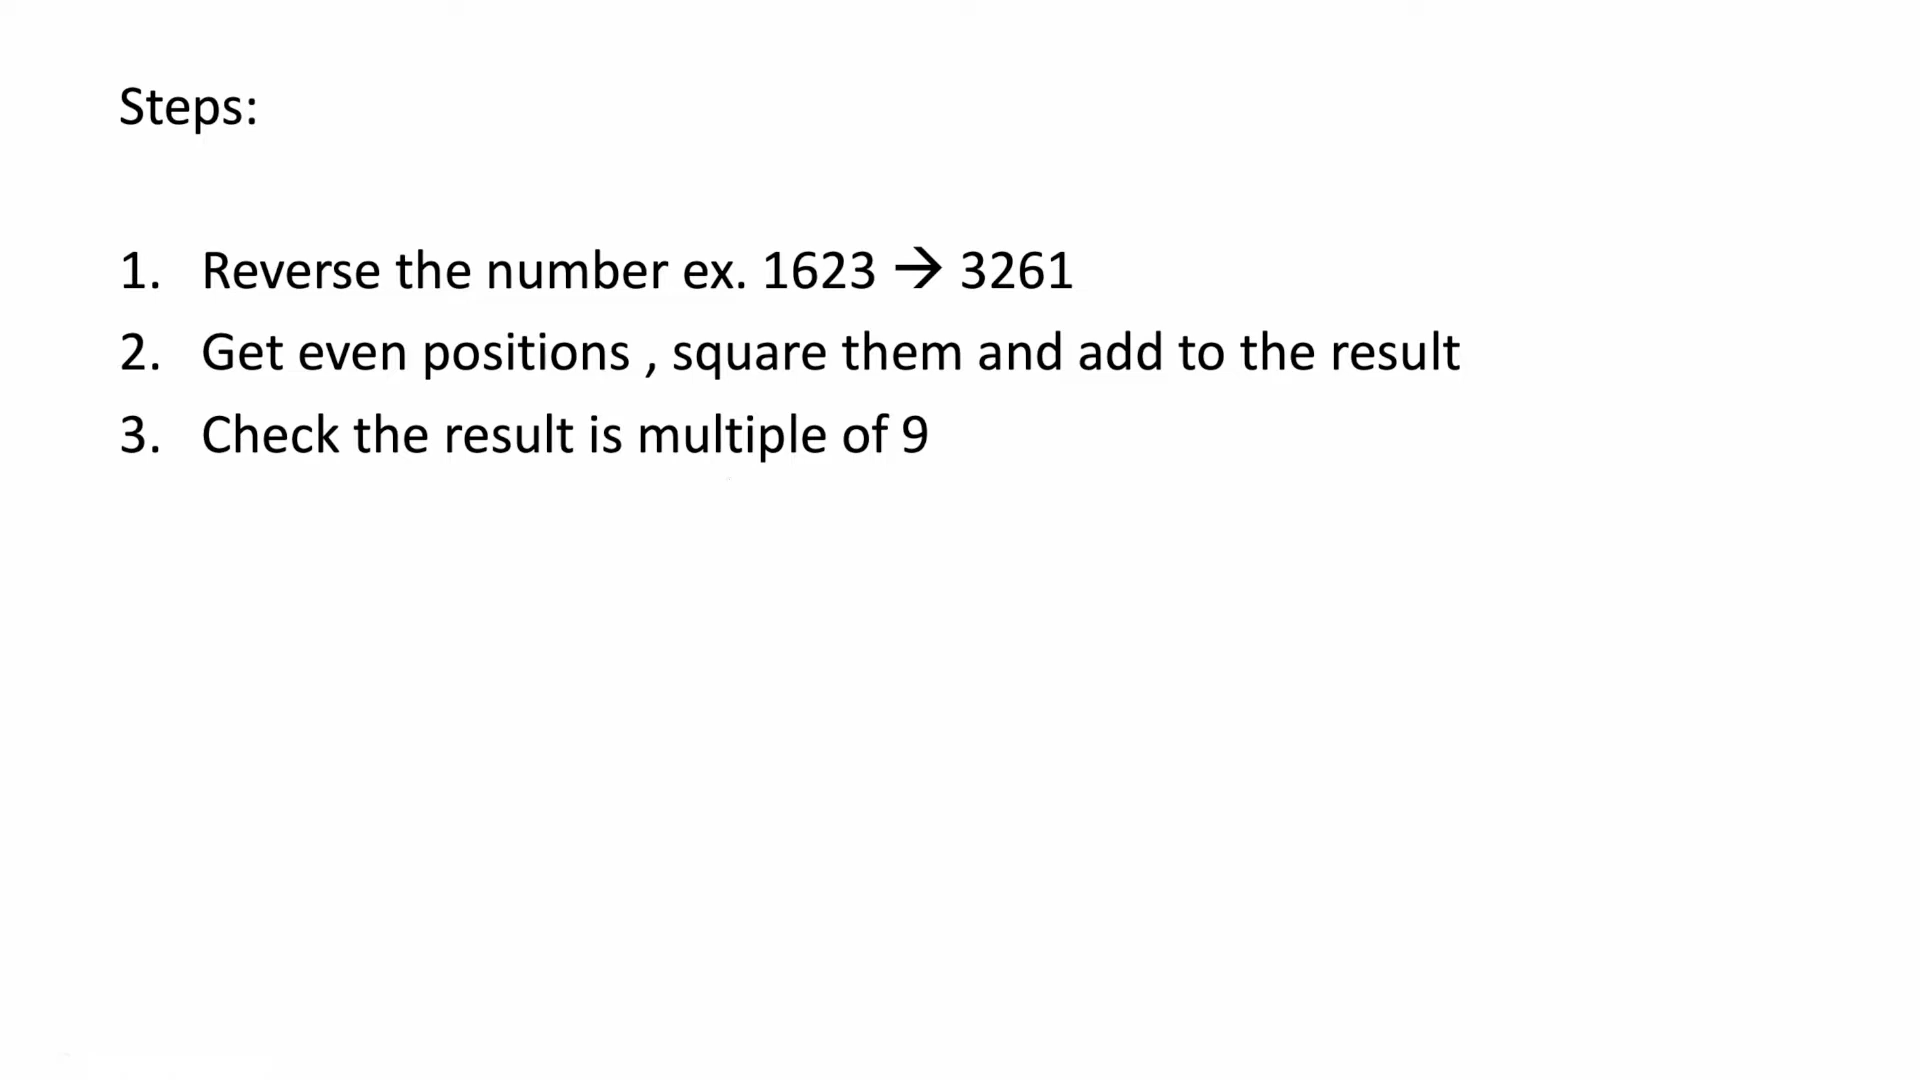 Steps:
1. Reverse the number ex. 1623 → 3261
2. Get even positions , square them and add to the result
3. Check the result is multiple of 9